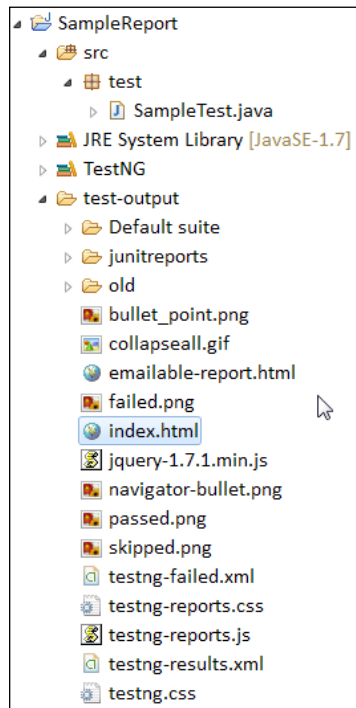 SampleReport
src
test
SampleTest.java
JRE System Library [JavaSE-1.7]
TestNG
test-output
Default suite
junitreports
old
bullet_point.png
collapseall.gif
emailable-report.html
failed.png
index.html
jquery-1.7.1.min.js
navigator-bullet.png
passed.png
skipped.png
testng-failed.xml
testng-reports.css
testng-reports.js
testng-results.xml
testng.css